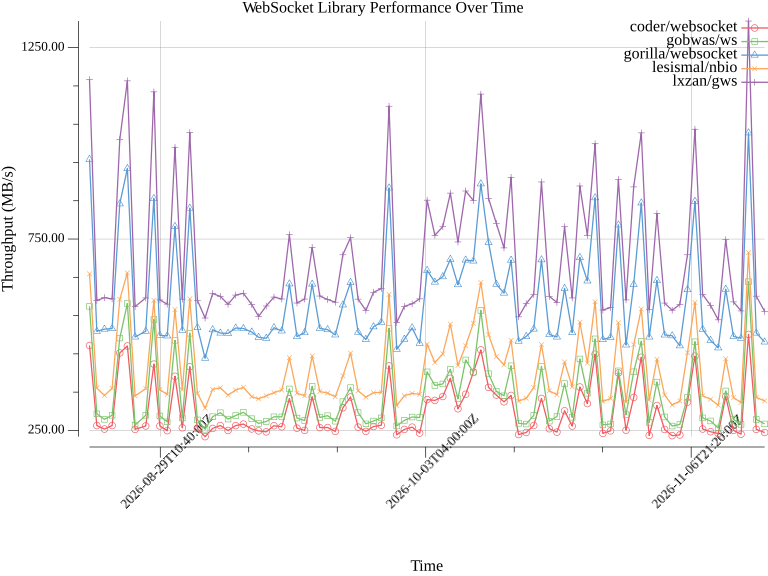 WebSocket Library Performance Over Time
coder/websocket
gobwas/ws
gorilla/websocket
lesismal/nbio
lxzan/gws
Throughput (MB/s)
1250.00
750.00
250.00
2026-08-29T10:40:00Z
2026-10-03T04:00:00Z
2026-11-06T21:20:00Z
Time